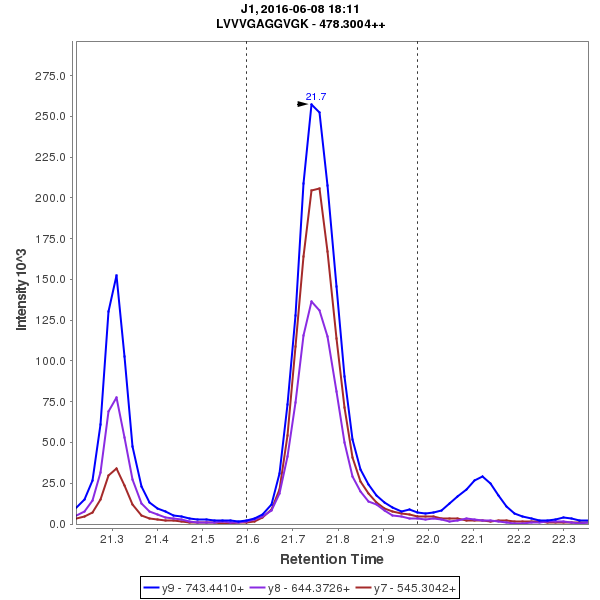 J1, 2016-06-08 18:11
LVVVGAGGVGK - 478.3004++
21.7
275.0
250.0
225.0
200.0
175.0
150.0
125.0
100.0
75.0
50.0
25.0
0.0
Intensity 10^3
21.3 21.4 21.5 21.6 21.7 21.8 21.9 22.0 22.1 22.2 22.3
Retention Time
y9 - 743.4410+ y8 - 644.3726+ y7 - 545.3042+